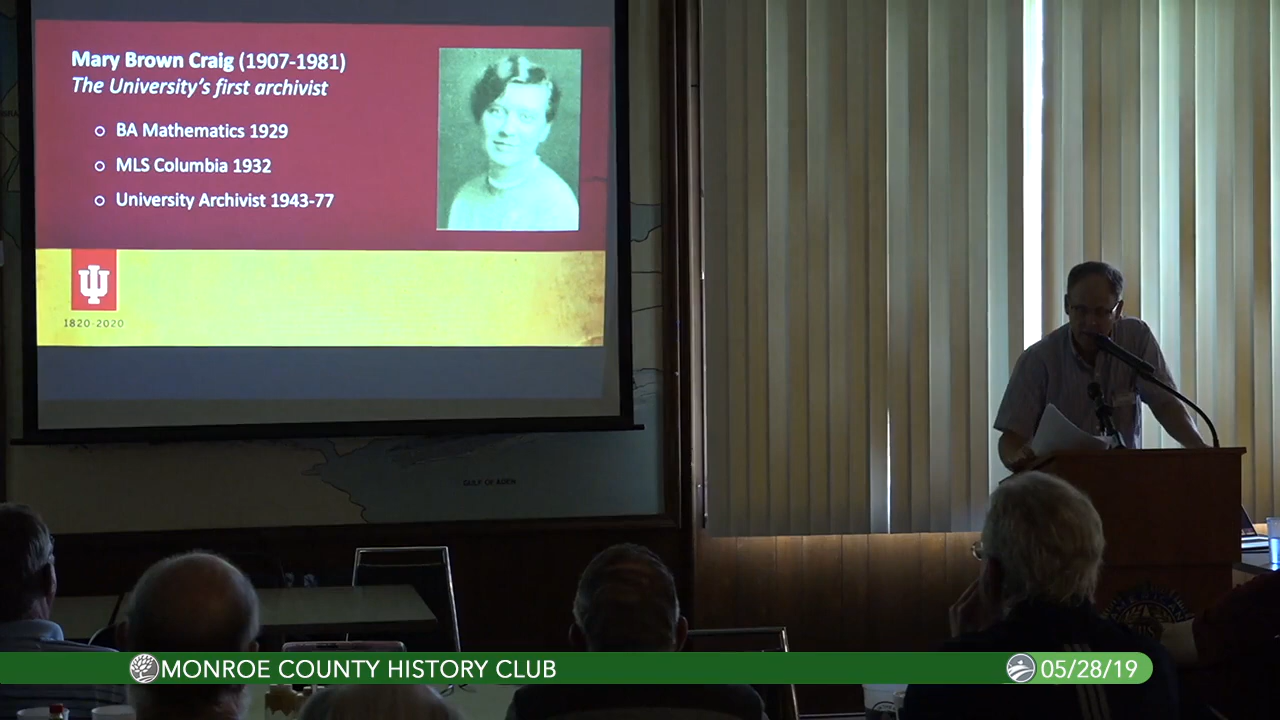 Mary Brown Craig (1907-1981)
The University's first archivist
BA Mathematics 1929
MLS Columbia 1932
University Archivist 1943-77
1820-2020
GULF OF ADEN
MONROE COUNTY HISTORY CLUB
05/28/19